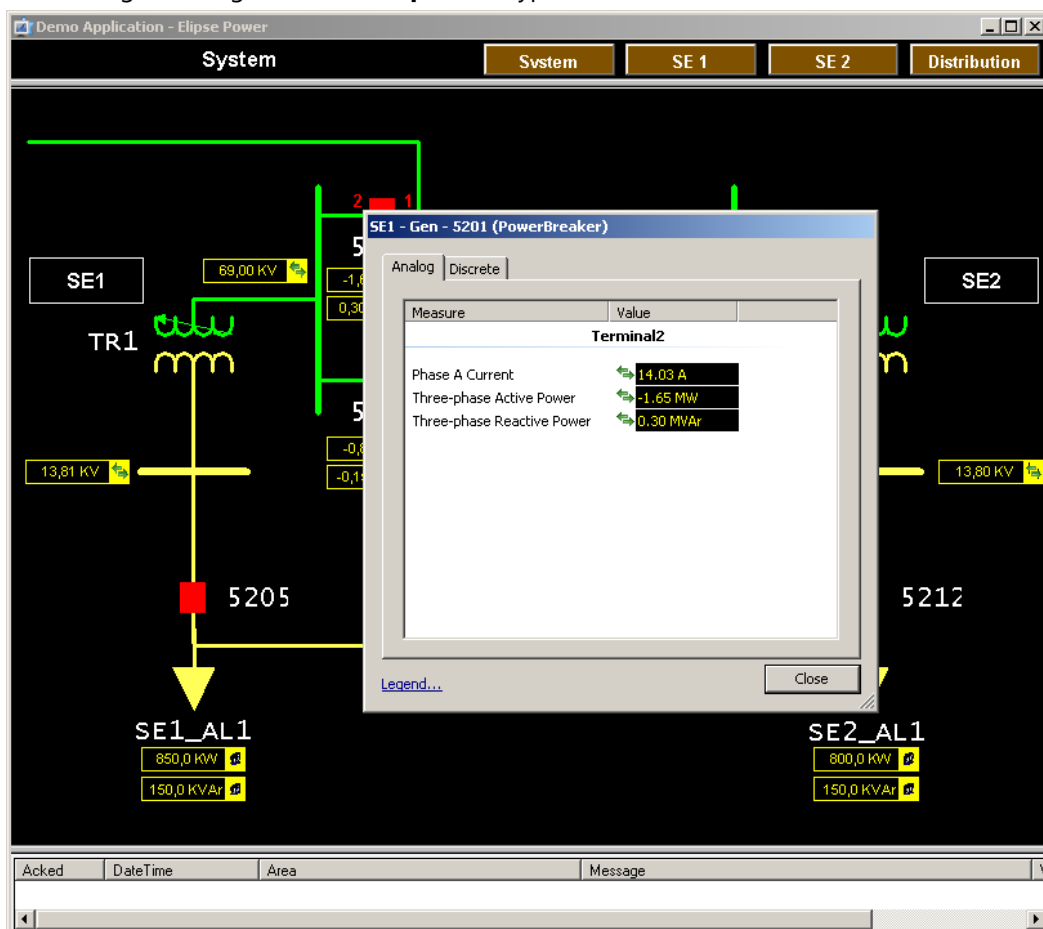 Demo Application - Elipse Power
System
System
SE 1
SE 2
Distribution
2 1
SE1 - Gen - 5201 (PowerBreaker)
Analog
Discrete
Measure Value
Terminal2
Phase A Current 14.03 A
Three-phase Active Power -1.65 MW
Three-phase Reactive Power 0.30 MVAr
Legend...
Close
SE1
69,00 KV
TR1
13,81 KV
5205
SE1_AL1
850,0 KW
150,0 KVAr
SE2
13,80 KV
5212
SE2_AL1
800,0 KW
150,0 KVAr
Acked DateTime Area Message